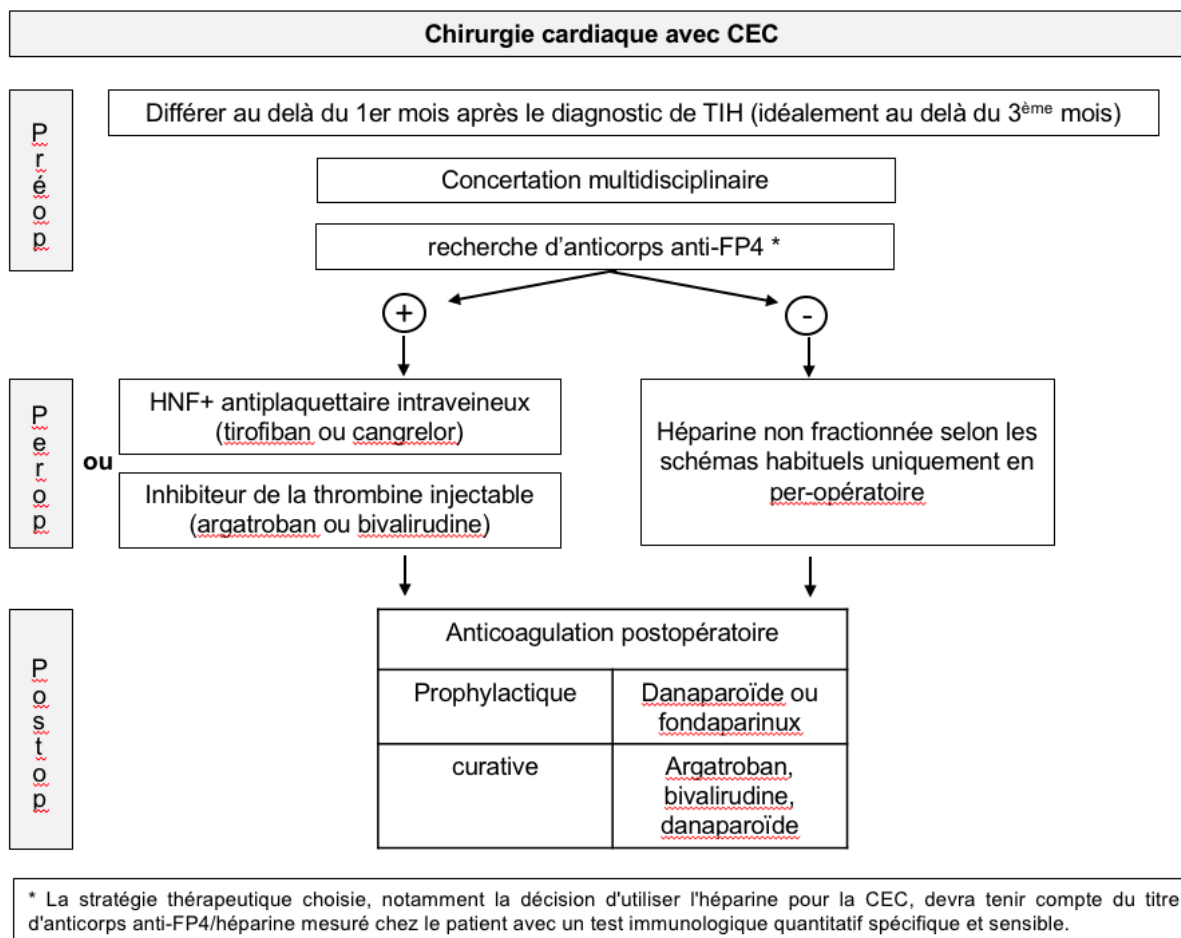 Chirurgie cardiaque avec CEC
Préop
Différer au delà du 1er mois après le diagnostic de TIH (idéalement au delà du 3ème mois)
Concertation multidisciplinaire
recherche d'anticorps anti-FP4 *
+
-
Perop
HNF+ antiplaquettaire intraveineux
(tirofiban ou cangrelor)
ou
Inhibiteur de la thrombine injectable
(argatroban ou bivalirudine)
Héparine non fractionnée selon les
schémas habituels uniquement en
per-opératoire
Postop
Anticoagulation postopératoire
Prophylactique
Danaparoïde ou
fondaparinux
curative
Argatroban,
bivalirudine,
danaparoïde
* La stratégie thérapeutique choisie, notamment la décision d'utiliser l'héparine pour la CEC, devra tenir compte du titre
d'anticorps anti-FP4/héparine mesuré chez le patient avec un test immunologique quantitatif spécifique et sensible.